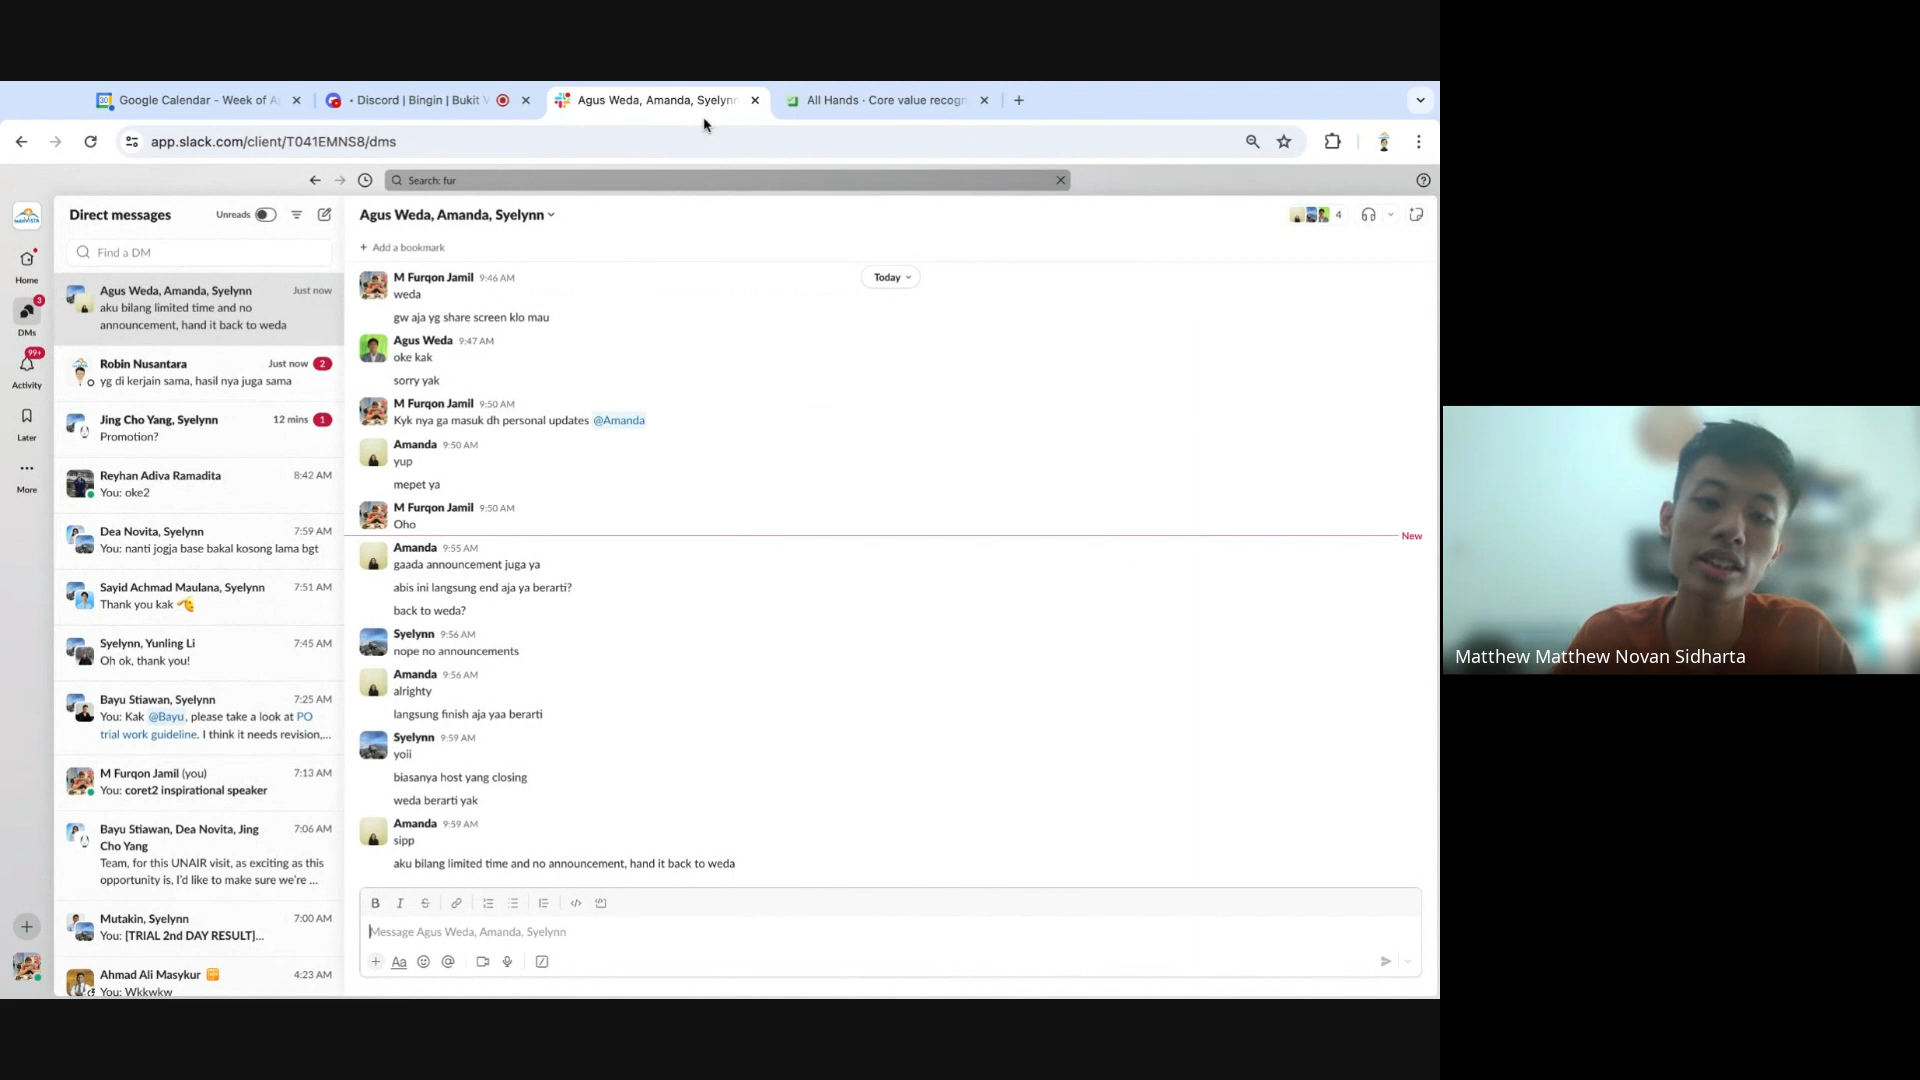 Google Calendar - Week of A
• Discord | Bingin | Bukit V
Agus Weda, Amanda, Syelynn
All Hands · Core value recogn
app.slack.com/client/T041EMNS8/dms
Search: fur
Home
DMs
3
Activity
99+
Later
More
Direct messages
Unreads
Find a DM
Agus Weda, Amanda, Syelynn Just now
aku bilang limited time and no
announcement, hand it back to weda
Robin Nusantara Just now 2
yg di kerjain sama, hasil nya juga sama
Jing Cho Yang, Syelynn 12 mins 1
Promotion?
Reyhan Adiva Ramadita 8:42 AM
You: oke2
Dea Novita, Syelynn 7:59 AM
You: nanti jogja base bakal kosong lama bgt
Sayid Achmad Maulana, Syelynn 7:51 AM
Thank you kak
Syelynn, Yunling Li 7:45 AM
Oh ok, thank you!
Bayu Stiawan, Syelynn 7:25 AM
You: Kak @Bayu, please take a look at PO
trial work guideline. I think it needs revision,...
M Furqon Jamil (you) 7:13 AM
You: coret2 inspirational speaker
Bayu Stiawan, Dea Novita, Jing
Cho Yang 7:06 AM
Team, for this UNAIR visit, as exciting as this
opportunity is, I'd like to make sure we're ...
Mutakin, Syelynn 7:00 AM
You: [TRIAL 2nd DAY RESULT]...
Ahmad Ali Masykur 4:23 AM
You: Wkkwkw
Agus Weda, Amanda, Syelynn
4
+ Add a bookmark
Today
M Furqon Jamil 9:46 AM
weda
gw aja yg share screen klo mau
Agus Weda 9:47 AM
oke kak
sorry yak
M Furqon Jamil 9:50 AM
Kyk nya ga masuk dh personal updates @Amanda
Amanda 9:50 AM
yup
mepet ya
M Furqon Jamil 9:50 AM
Oho
New
Amanda 9:55 AM
gaada announcement juga ya
abis ini langsung end aja ya berarti?
back to weda?
Syelynn 9:56 AM
nope no announcements
Amanda 9:56 AM
alrighty
langsung finish aja yaa berarti
Syelynn 9:59 AM
yoii
biasanya host yang closing
weda berarti yak
Amanda 9:59 AM
sipp
aku bilang limited time and no announcement, hand it back to weda
Message Agus Weda, Amanda, Syelynn
Aa
Matthew Matthew Novan Sidharta